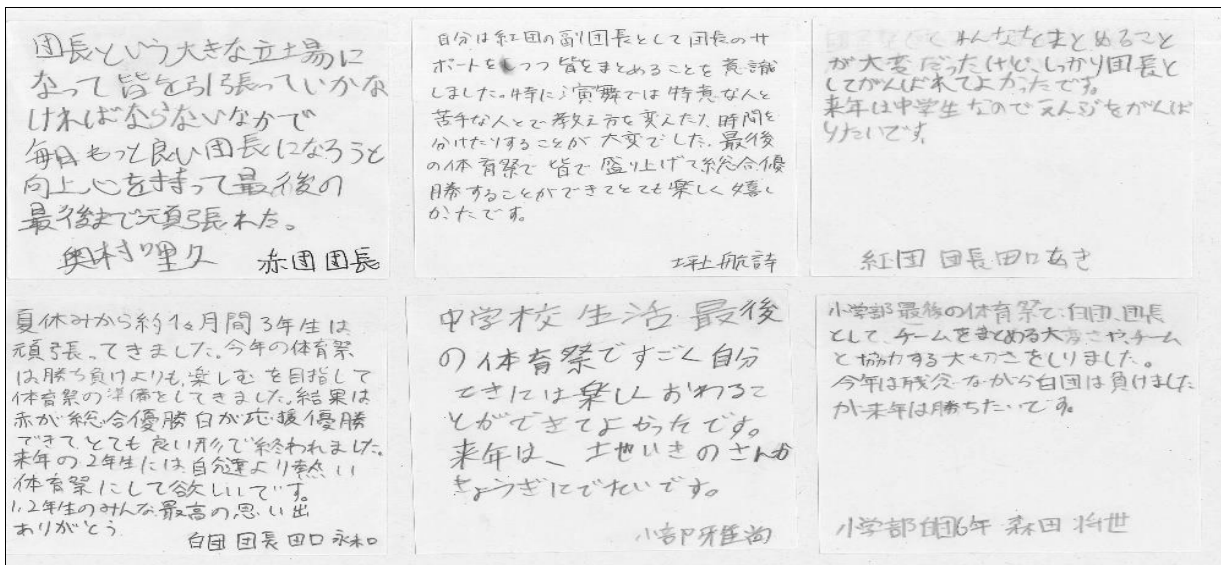 団長という大きな立場に
なって皆を引っ張っていかな
ければならないなかで
毎日もっと良い団長になろうと
向上心を持って最後の
最後まで頑張れた。
奥村 哩久 赤団 団長
自分は紅団の副団長として団長のサ
ポートをしつつ皆をまとめることを意識
しました。特に演舞では特意な人と
苦手な人とで教え方を変えたり、時間を
分けたりすることが大変でした。最後
の体育祭で皆で盛り上げて総合優
勝することができてとても楽しく嬉し
かたです。
坪上 航詩
みんなをまとめること
が大変だったけど、しっかり団長と
してがんばれてよかったです。
来年は中学生なのでえんぶをがんば
りたいです。
紅団 団長 田口 あき
夏休みから約1ヶ月間3年生は
頑張ってきました。今年の体育祭
は勝ち負けよりも、楽しむを目指して
体育祭の準備をしてきました。結果は
赤が総合優勝白が応援優勝
できてとても良い形で終われました。
来年の2年生には自分達より熱い
体育祭にして欲しいです。
1、2年生のみんな最高の思い出
ありがとう
白団 団長 田口 永和
中学校生活最後
の体育祭ですごく自分
てきには楽しくおわるこ
とができてよかったです。
来年は、土地いきのさんか
きょうぎにでたいです。
小部 雅
小学部最後の体育祭で、白団、団長
として、チームをまとめる大変さや、チーム
と協力する大切さをしりました。
今年は残念ながら白団は負けました
が来年は勝ちたいです。
小学部白団6年 森田 将世